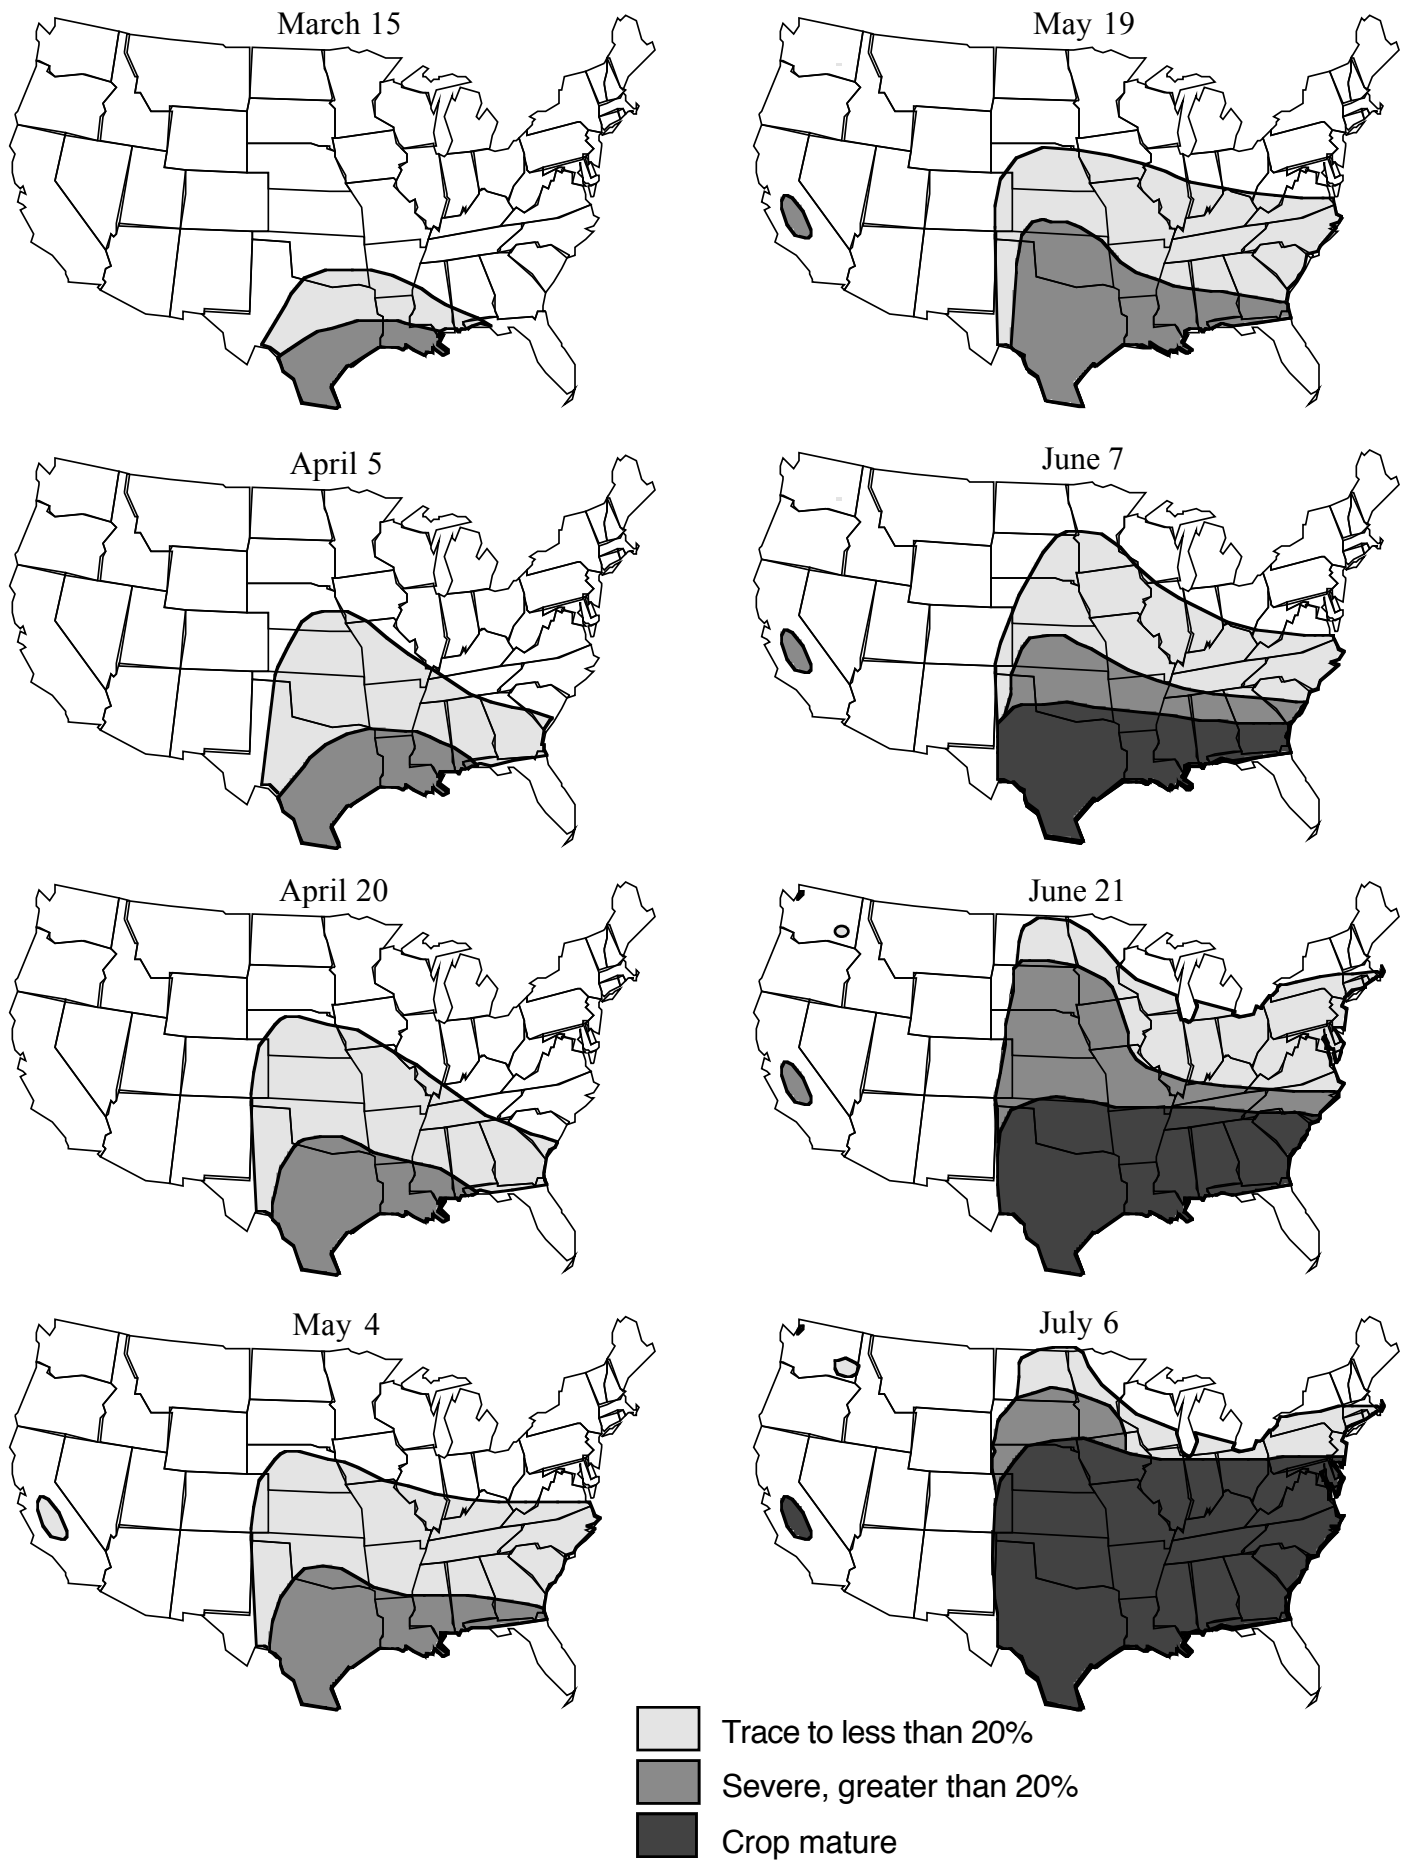 March 15
May 19
April 5
June 7
April 20
June 21
May 4
July 6
Trace to less than 20%
Severe, greater than 20%
Crop mature